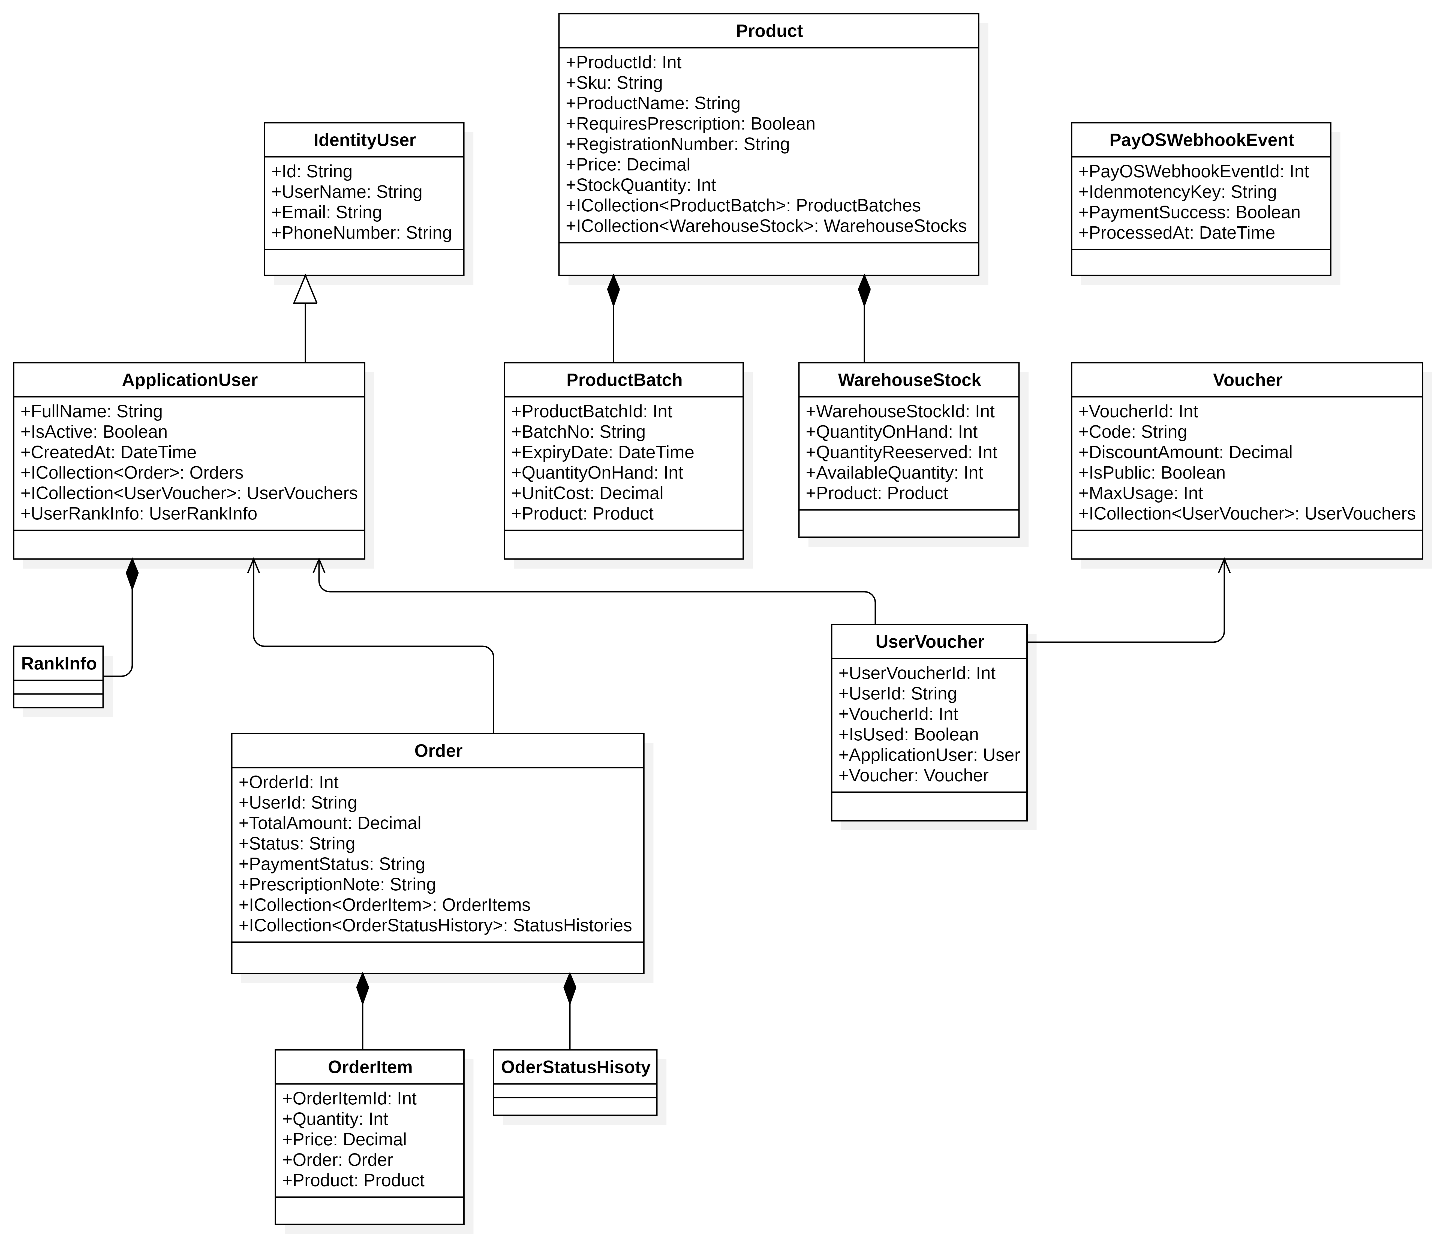 Product
+ProductId: Int
+Sku: String
+ProductName: String
+RequiresPrescription: Boolean
+RegistrationNumber: String
+Price: Decimal
+StockQuantity: Int
+ICollection<ProductBatch>: ProductBatches
+ICollection<WarehouseStock>: WarehouseStocks
IdentityUser
+Id: String
+UserName: String
+Email: String
+PhoneNumber: String
PayOSWebhookEvent
+PayOSWebhookEventId: Int
+IdenmotencyKey: String
+PaymentSuccess: Boolean
+ProcessedAt: DateTime
ApplicationUser
+FullName: String
+IsActive: Boolean
+CreatedAt: DateTime
+ICollection<Order>: Orders
+ICollection<UserVoucher>: UserVouchers
+UserRankInfo: UserRankInfo
ProductBatch
+ProductBatchId: Int
+BatchNo: String
+ExpiryDate: DateTime
+QuantityOnHand: Int
+UnitCost: Decimal
+Product: Product
WarehouseStock
+WarehouseStockId: Int
+QuantityOnHand: Int
+QuantityReeserved: Int
+AvailableQuantity: Int
+Product: Product
Voucher
+VoucherId: Int
+Code: String
+DiscountAmount: Decimal
+IsPublic: Boolean
+MaxUsage: Int
+ICollection<UserVoucher>: UserVouchers
RankInfo
UserVoucher
+UserVoucherId: Int
+UserId: String
+VoucherId: Int
+IsUsed: Boolean
+ApplicationUser: User
+Voucher: Voucher
Order
+OrderId: Int
+UserId: String
+TotalAmount: Decimal
+Status: String
+PaymentStatus: String
+PrescriptionNote: String
+ICollection<OrderItem>: OrderItems
+ICollection<OrderStatusHistory>: StatusHistories
OrderItem
+OrderItemId: Int
+Quantity: Int
+Price: Decimal
+Order: Order
+Product: Product
OderStatusHisoty